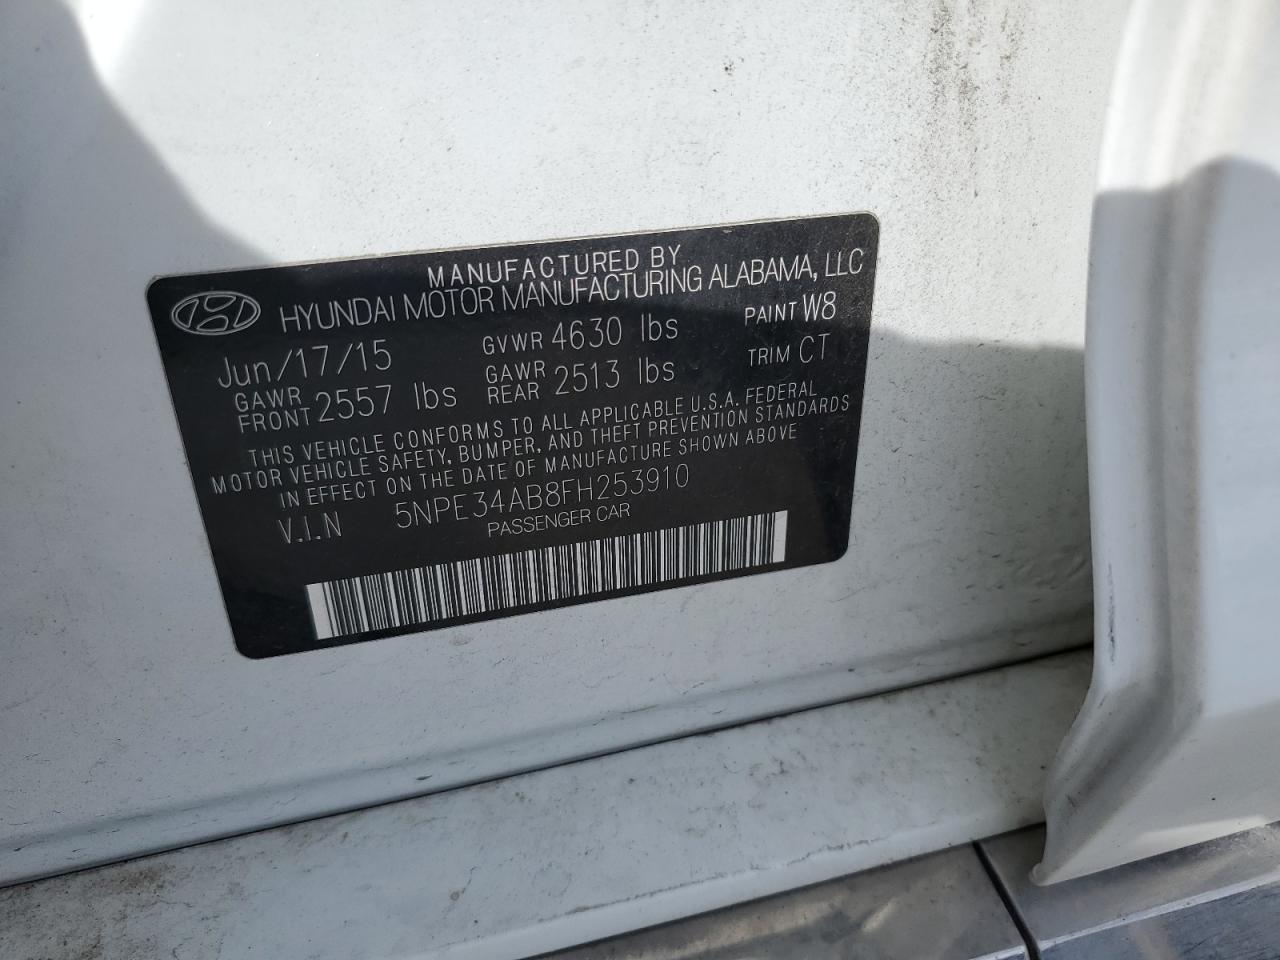 MANUFACTURED BY
HYUNDAI MOTOR MANUFACTURING ALABAMA, LLC
Jun/17/15 GVWR 4630 lbs PAINT W8
GAWR FRONT 2557 lbs GAWR REAR 2513 lbs TRIM CT
THIS VEHICLE CONFORMS TO ALL APPLICABLE U.S.A. FEDERAL
MOTOR VEHICLE SAFETY, BUMPER, AND THEFT PREVENTION STANDARDS
IN EFFECT ON THE DATE OF MANUFACTURE SHOWN ABOVE
V.I.N 5NPE34AB8FH253910
PASSENGER CAR